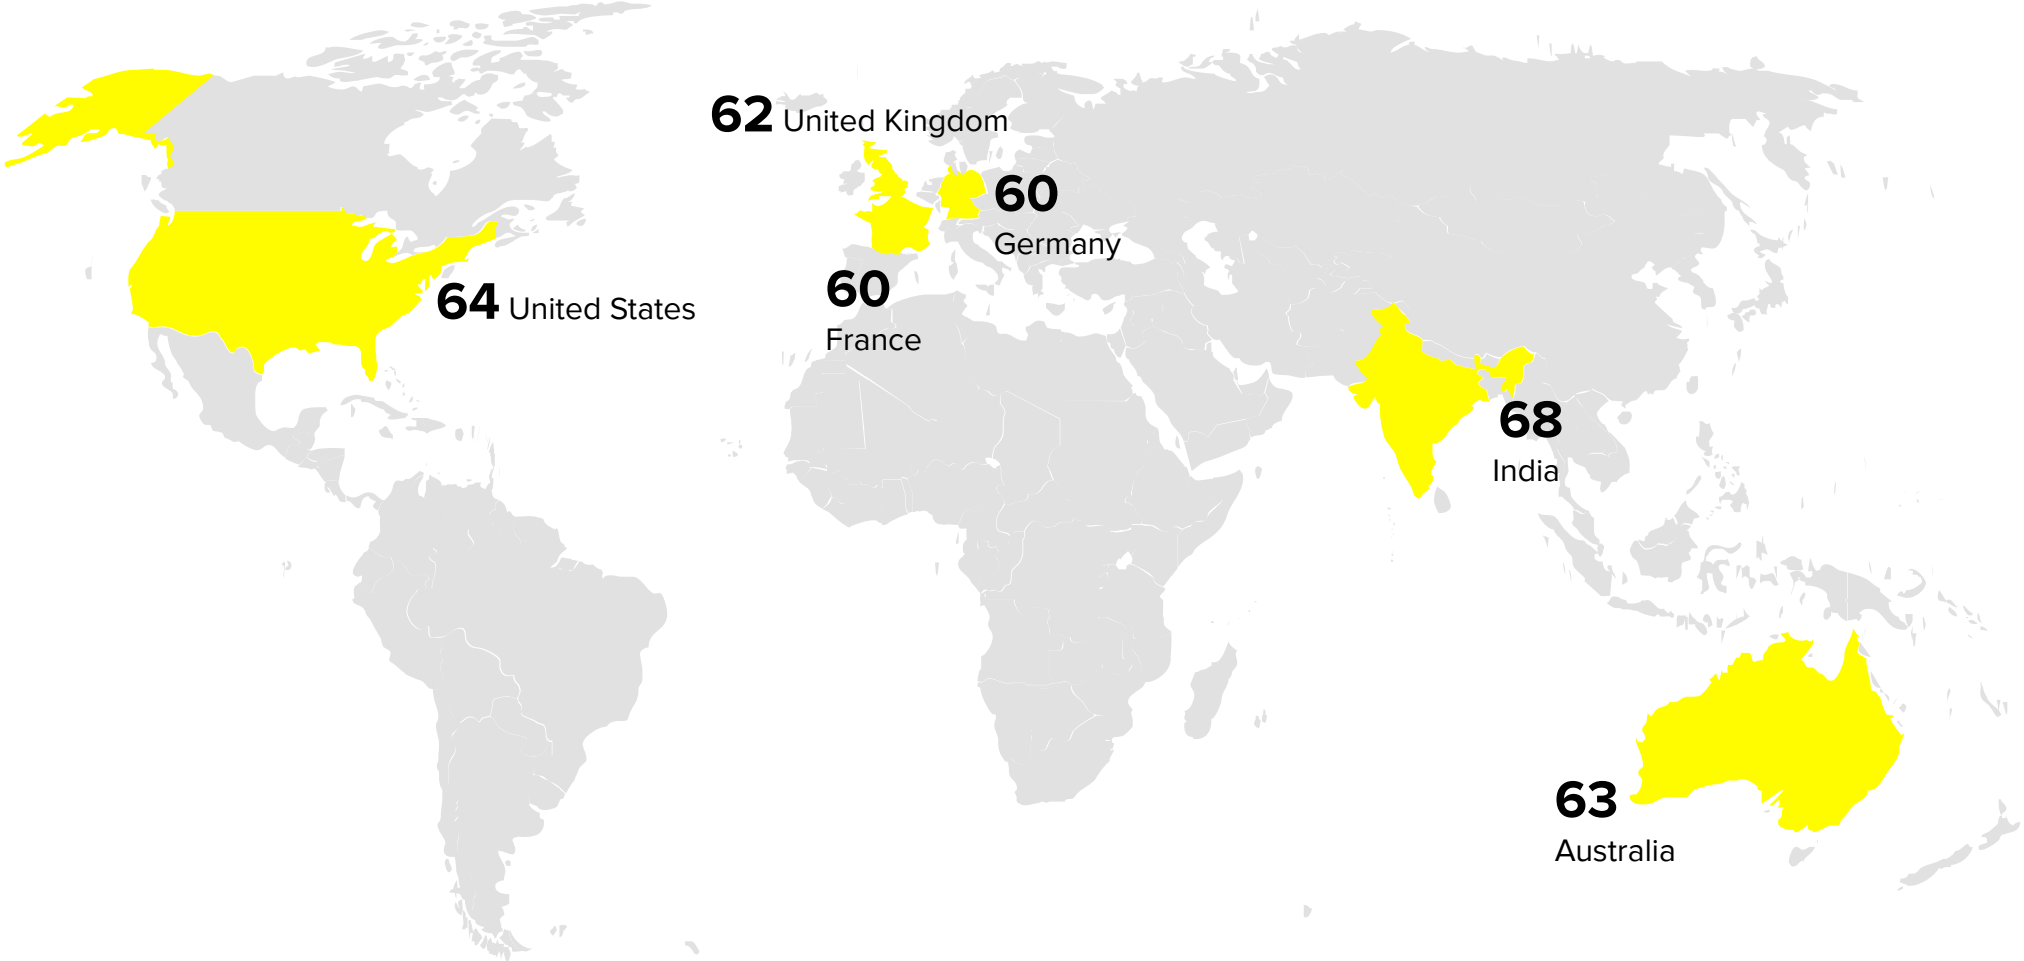 62 United Kingdom
60
Germany
64 United States
60
France
68
India
63
Australia